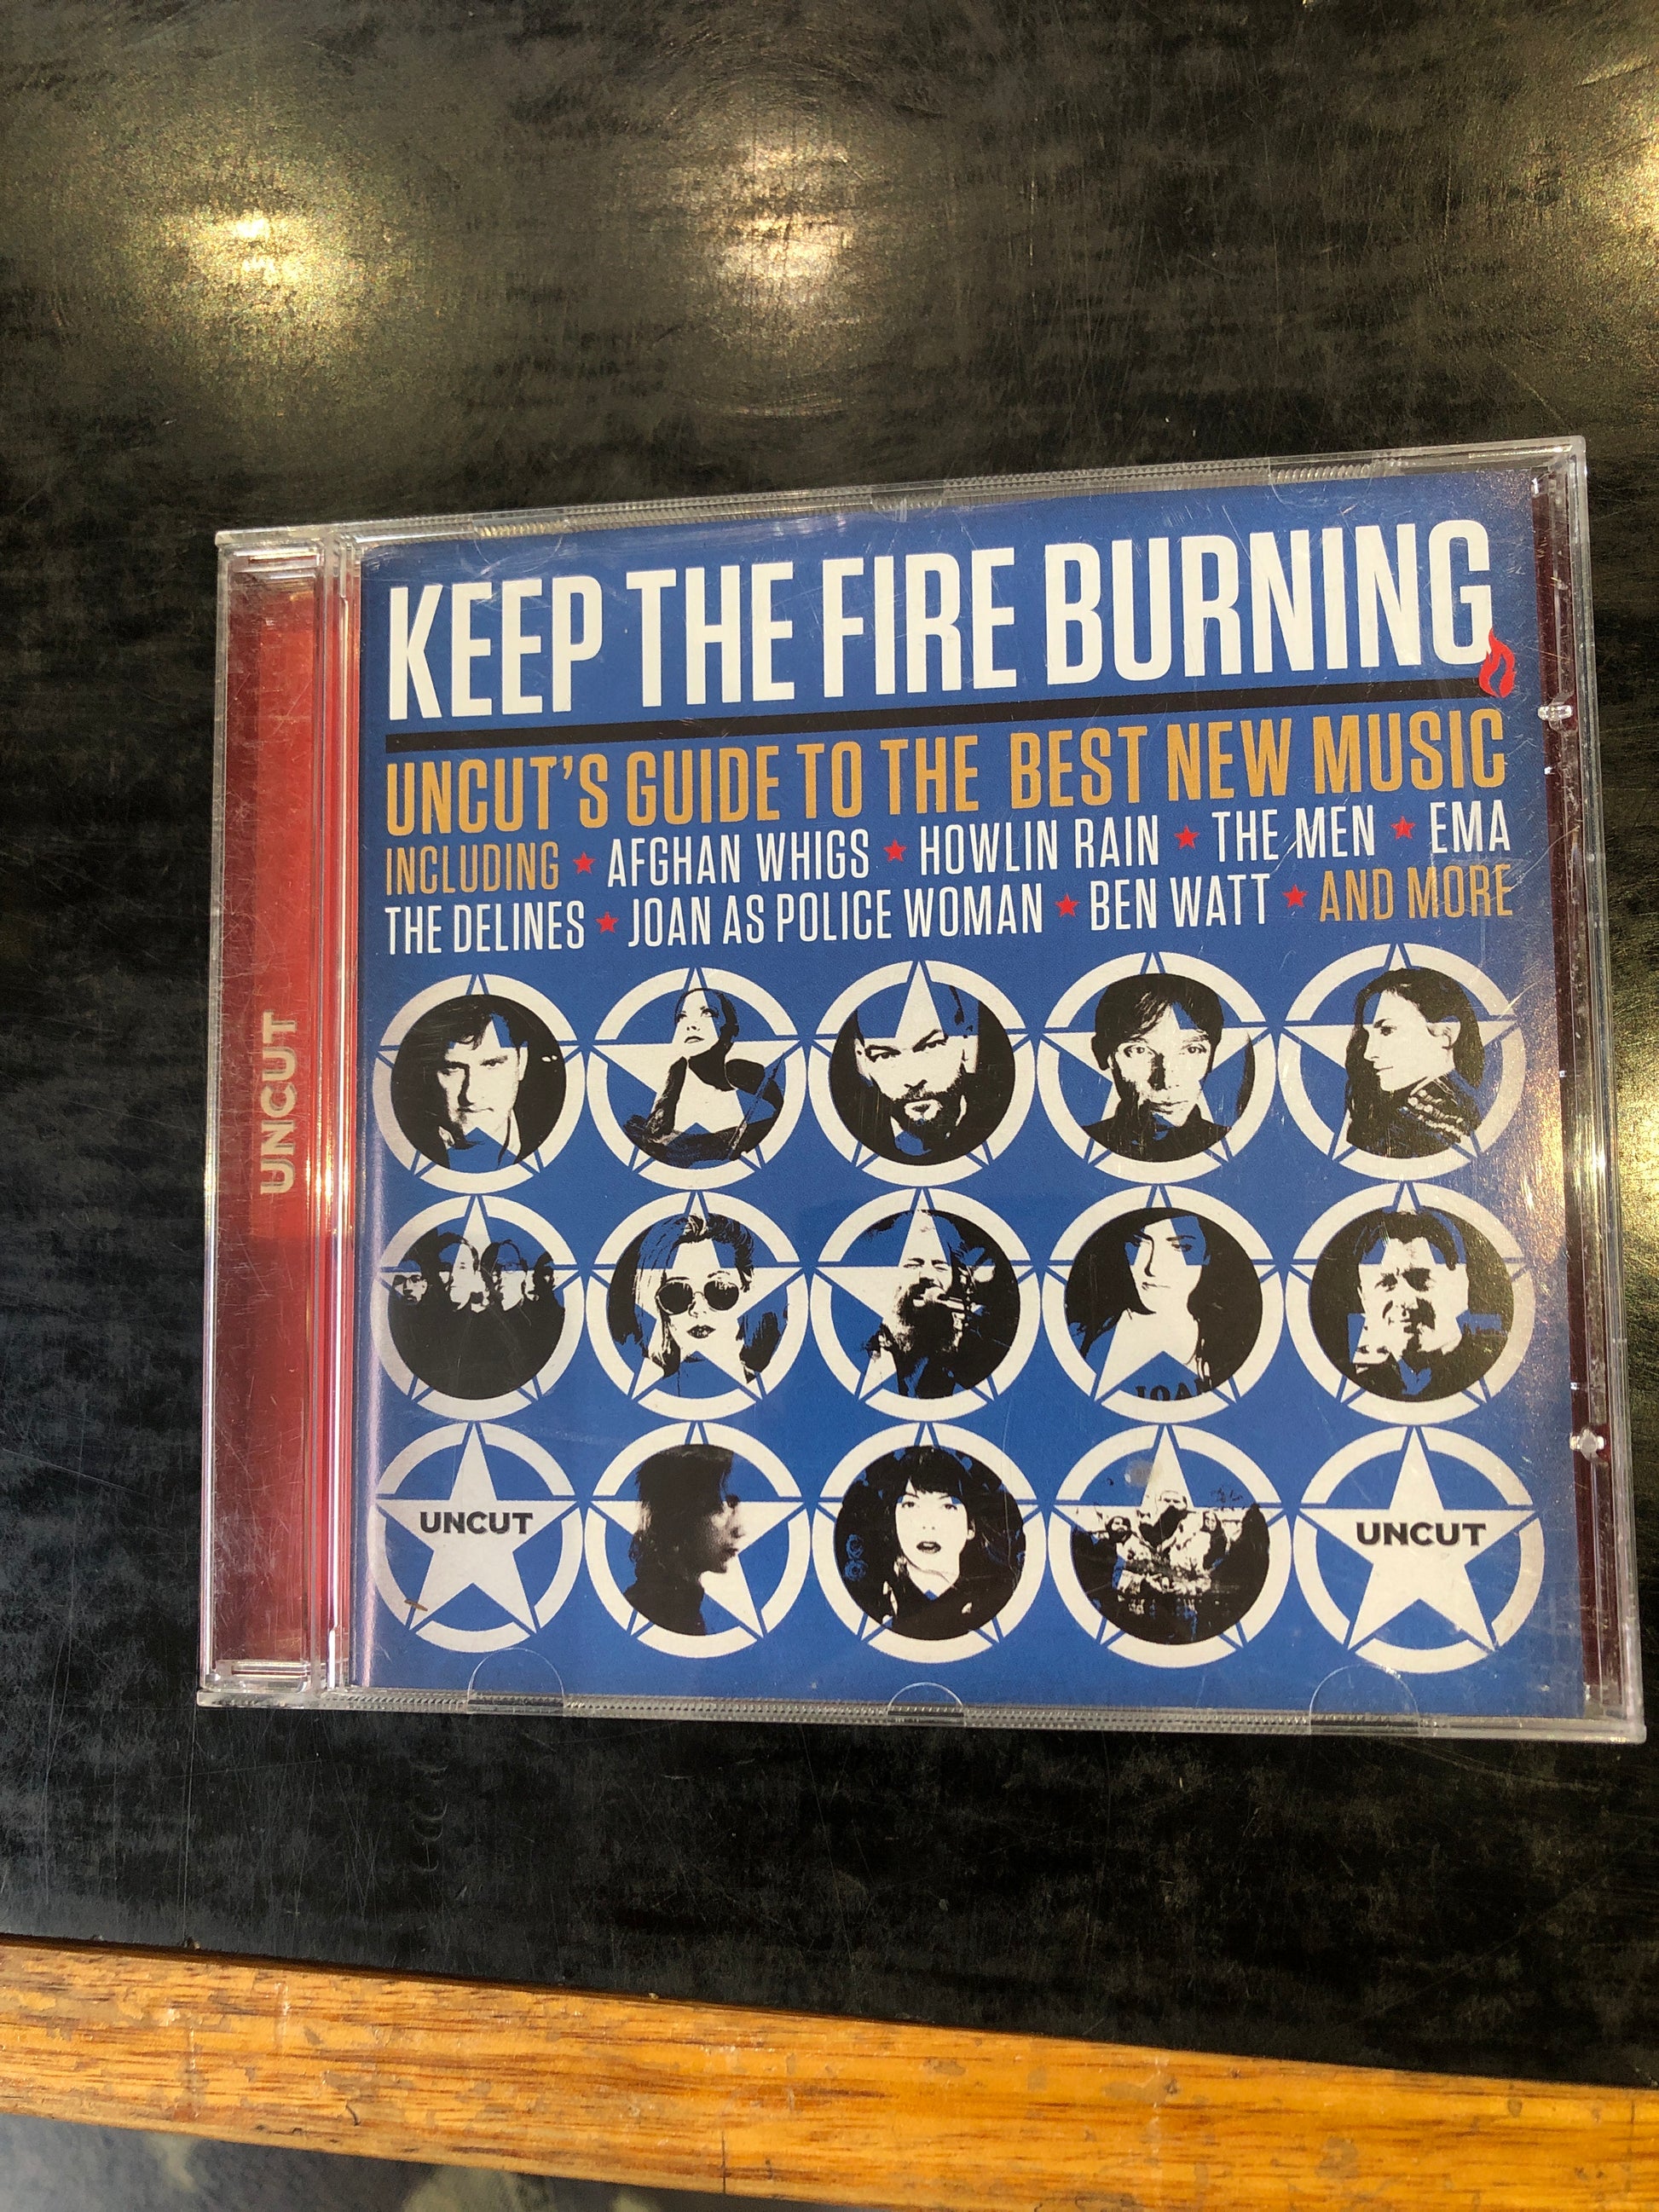 KEEP THE FIRE BURNING
UNCUT'S GUIDE TO THE BEST NEW MUSIC
INCLUDING ★ AFGHAN WHIGS ★ HOWLIN RAIN ★ THE MEN ★ EMA
THE DELINES ★ JOAN AS POLICE WOMAN ★ BEN WATT ★ AND MORE
UNCUT
JOAN
UNCUT
UNCUT